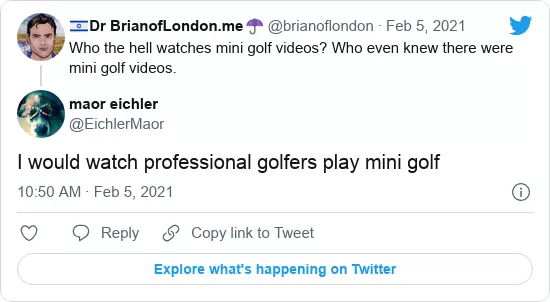 🇮🇱Dr BrianofLondon.me☂️ @brianoflondon · Feb 5, 2021
Who the hell watches mini golf videos? Who even knew there were
mini golf videos.
maor eichler
@EichlerMaor
I would watch professional golfers play mini golf
10:50 AM · Feb 5, 2021
Reply
Copy link to Tweet
Explore what's happening on Twitter